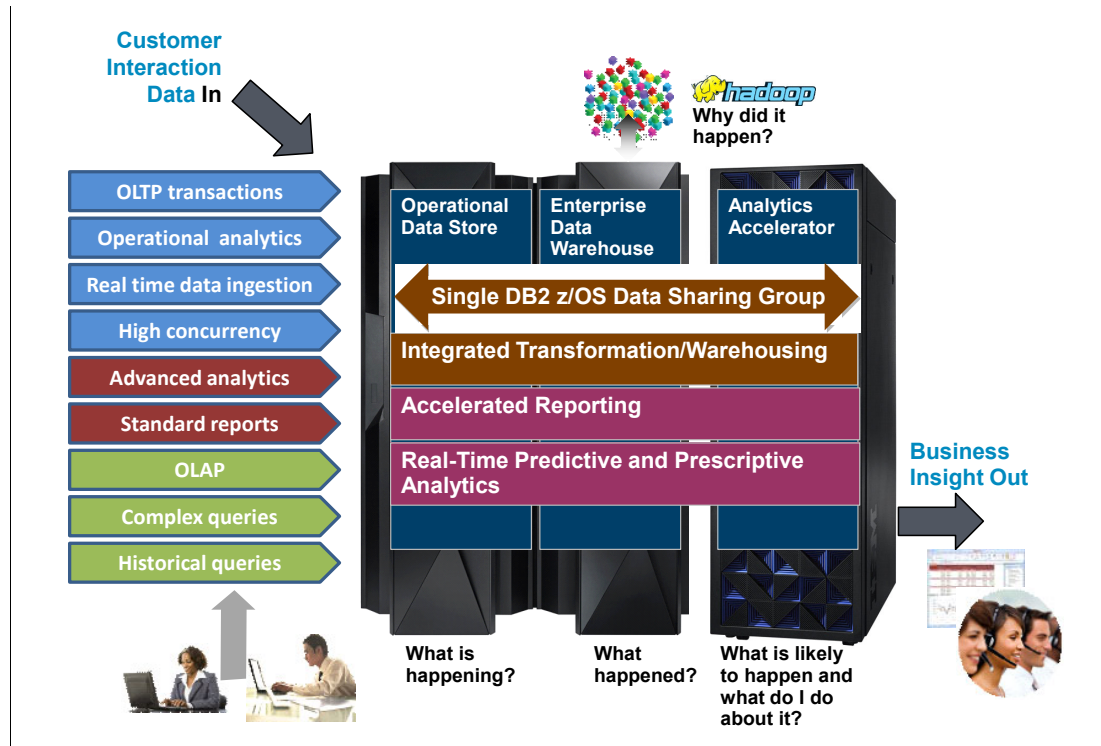 Customer
Interaction
Data In
hadoop
Why did it
happen?
OLTP transactions
Operational analytics
Real time data ingestion
High concurrency
Advanced analytics
Standard reports
OLAP
Complex queries
Historical queries
Operational
Data Store
Enterprise
Data
Warehouse
Analytics
Accelerator
Single DB2 z/OS Data Sharing Group
Integrated Transformation/Warehousing
Accelerated Reporting
Real-Time Predictive and Prescriptive
Analytics
Business
Insight Out
What is
happening?
What
happened?
What is likely
to happen and
what do I do
about it?